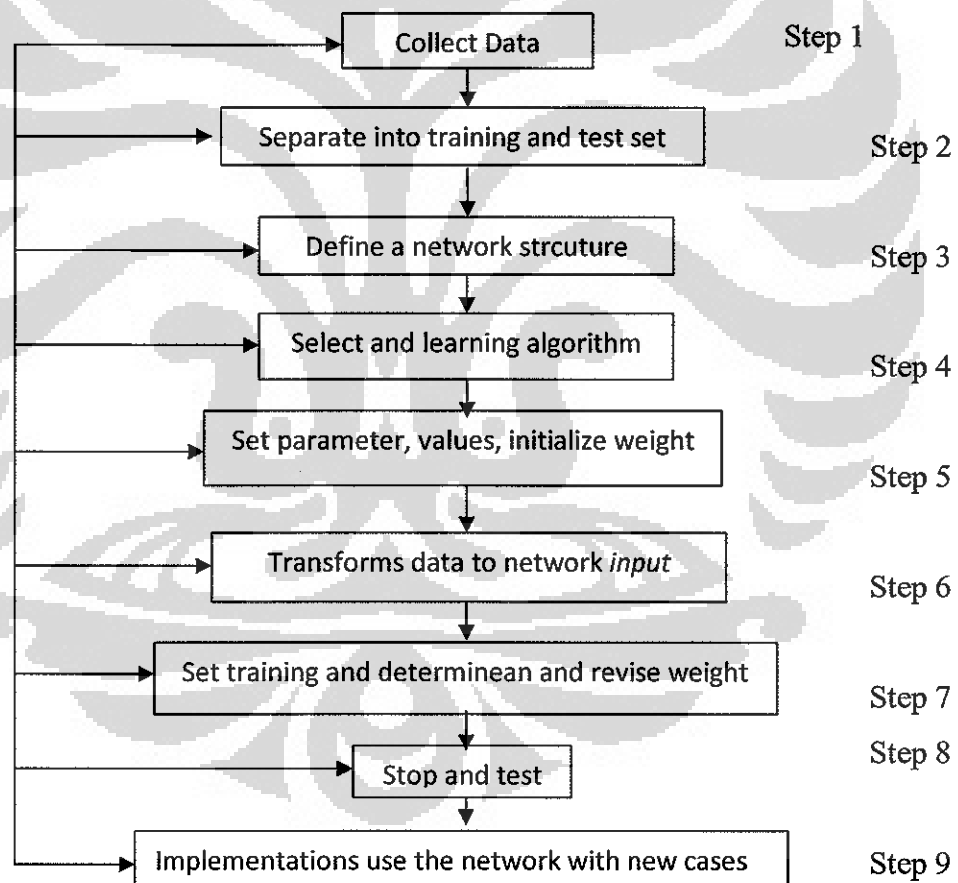 Collect Data
Step 1
Separate into training and test set
Step 2
Define a network strcuture
Step 3
Select and learning algorithm
Step 4
Set parameter, values, initialize weight
Step 5
Transforms data to network input
Step 6
Set training and determinean and revise weight
Step 7
Stop and test
Step 8
Implementations use the network with new cases
Step 9